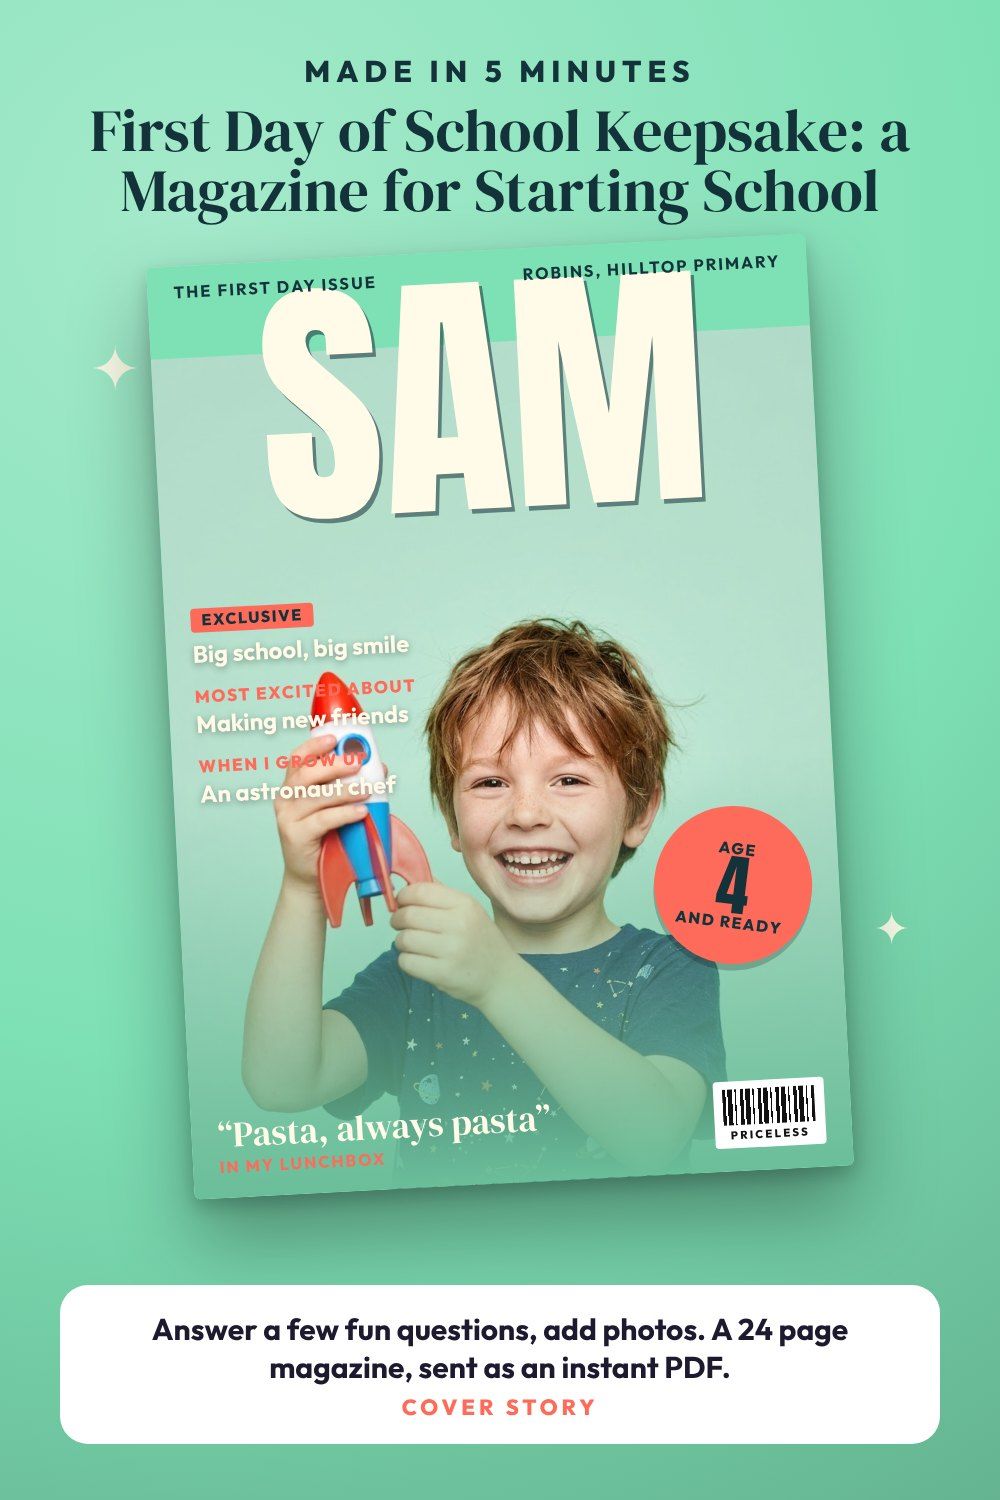 MADE IN 5 MINUTES
First Day of School Keepsake: a
Magazine for Starting School
THE FIRST DAY ISSUE
ROBINS, HILLTOP PRIMARY
SAM
EXCLUSIVE
Big school, big smile
MOST EXCITED ABOUT
Making new friends
WHEN I GROW UP
An astronaut chef
AGE
4
AND READY
“Pasta, always pasta”
IN MY LUNCHBOX
PRICELESS
Answer a few fun questions, add photos. A 24 page
magazine, sent as an instant PDF.
COVER STORY